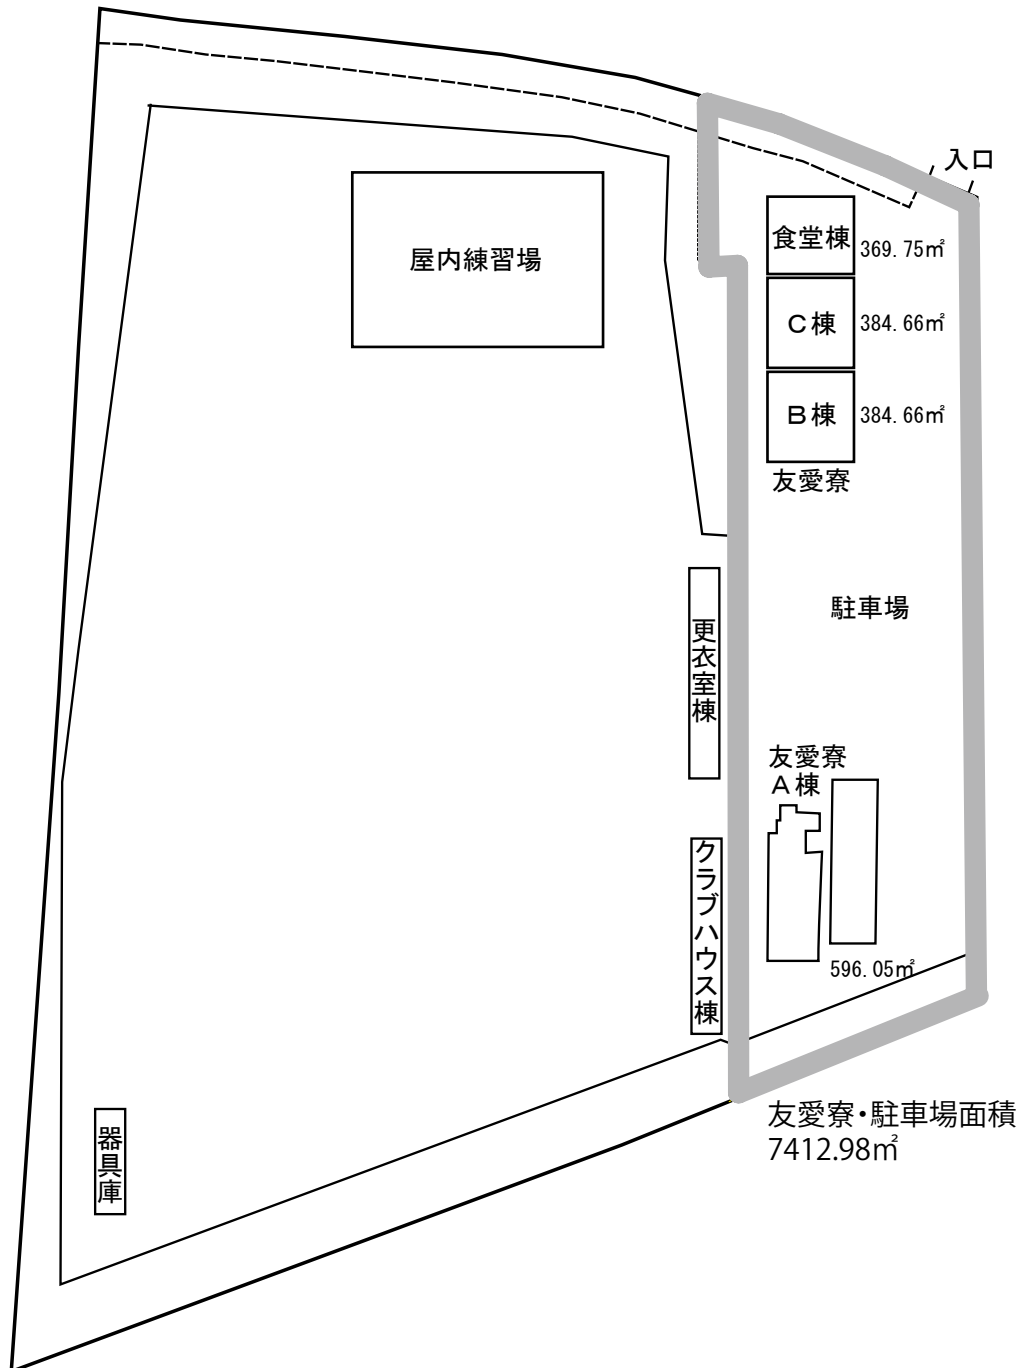 入口
食堂棟
369.75㎡
屋内練習場
C棟
384.66㎡
B棟
384.66㎡
友愛寮
駐車場
更衣室棟
友愛寮
A棟
クラブハウス棟
596.05㎡
器具庫
友愛寮・駐車場面積
7412.98㎡